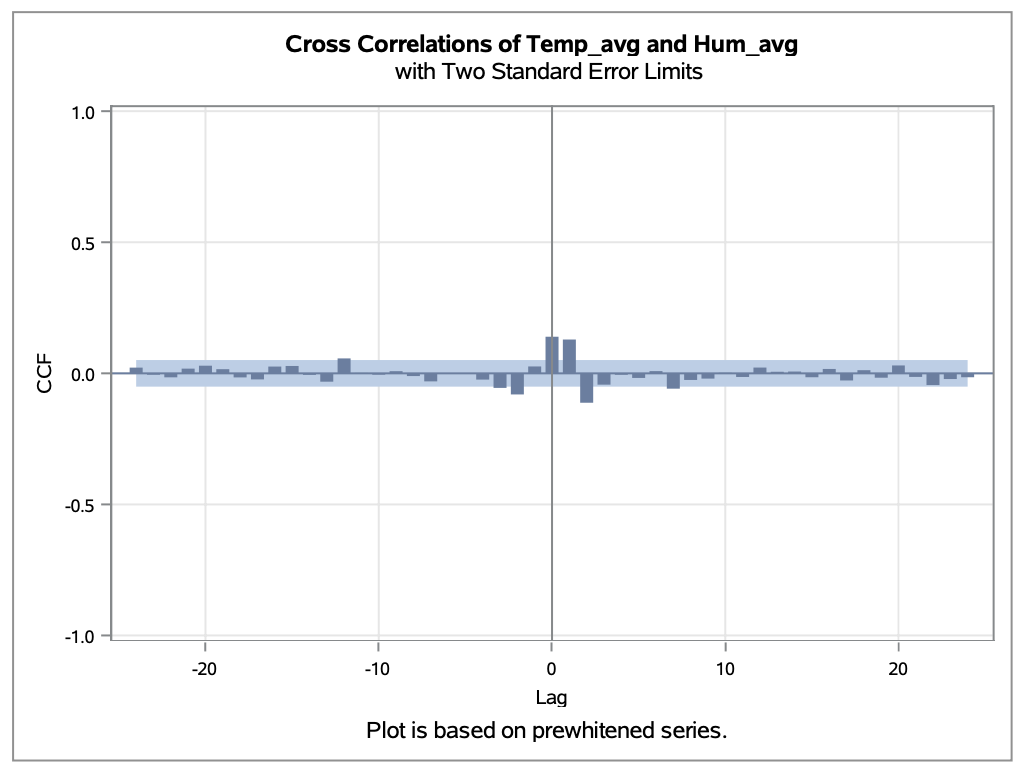 Cross Correlations of Temp_avg and Hum_avg
with Two Standard Error Limits
1.0
0.5
0.0
-0.5
-1.0
CCF
-20 -10 0 10 20
Lag
Plot is based on prewhitened series.